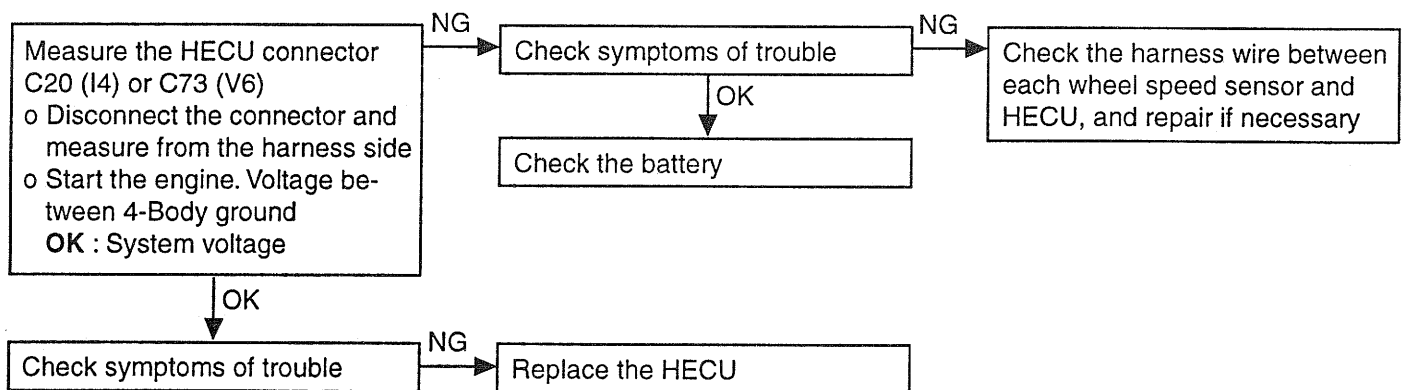 Measure the HECU connector
C20 (I4) or C73 (V6)
o Disconnect the connector and
measure from the harness side
o Start the engine. Voltage be-
tween 4-Body ground
OK : System voltage
NG
Check symptoms of trouble
NG
Check the harness wire between
each wheel speed sensor and
HECU, and repair if necessary
OK
Check the battery
OK
Check symptoms of trouble
NG
Replace the HECU